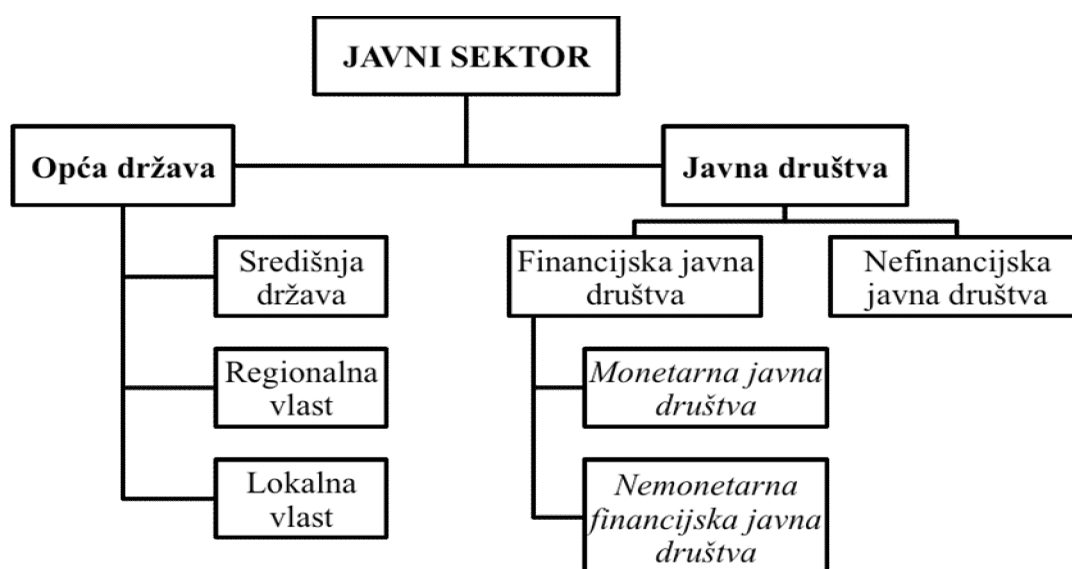 JAVNI SEKTOR
Opća država
Javna društva
Središnja
država
Financijska javna
društva
Nefinancijska
javna društva
Regionalna
vlast
Monetarna javna
društva
Lokalna
vlast
Nemonetarna
financijska javna
društva